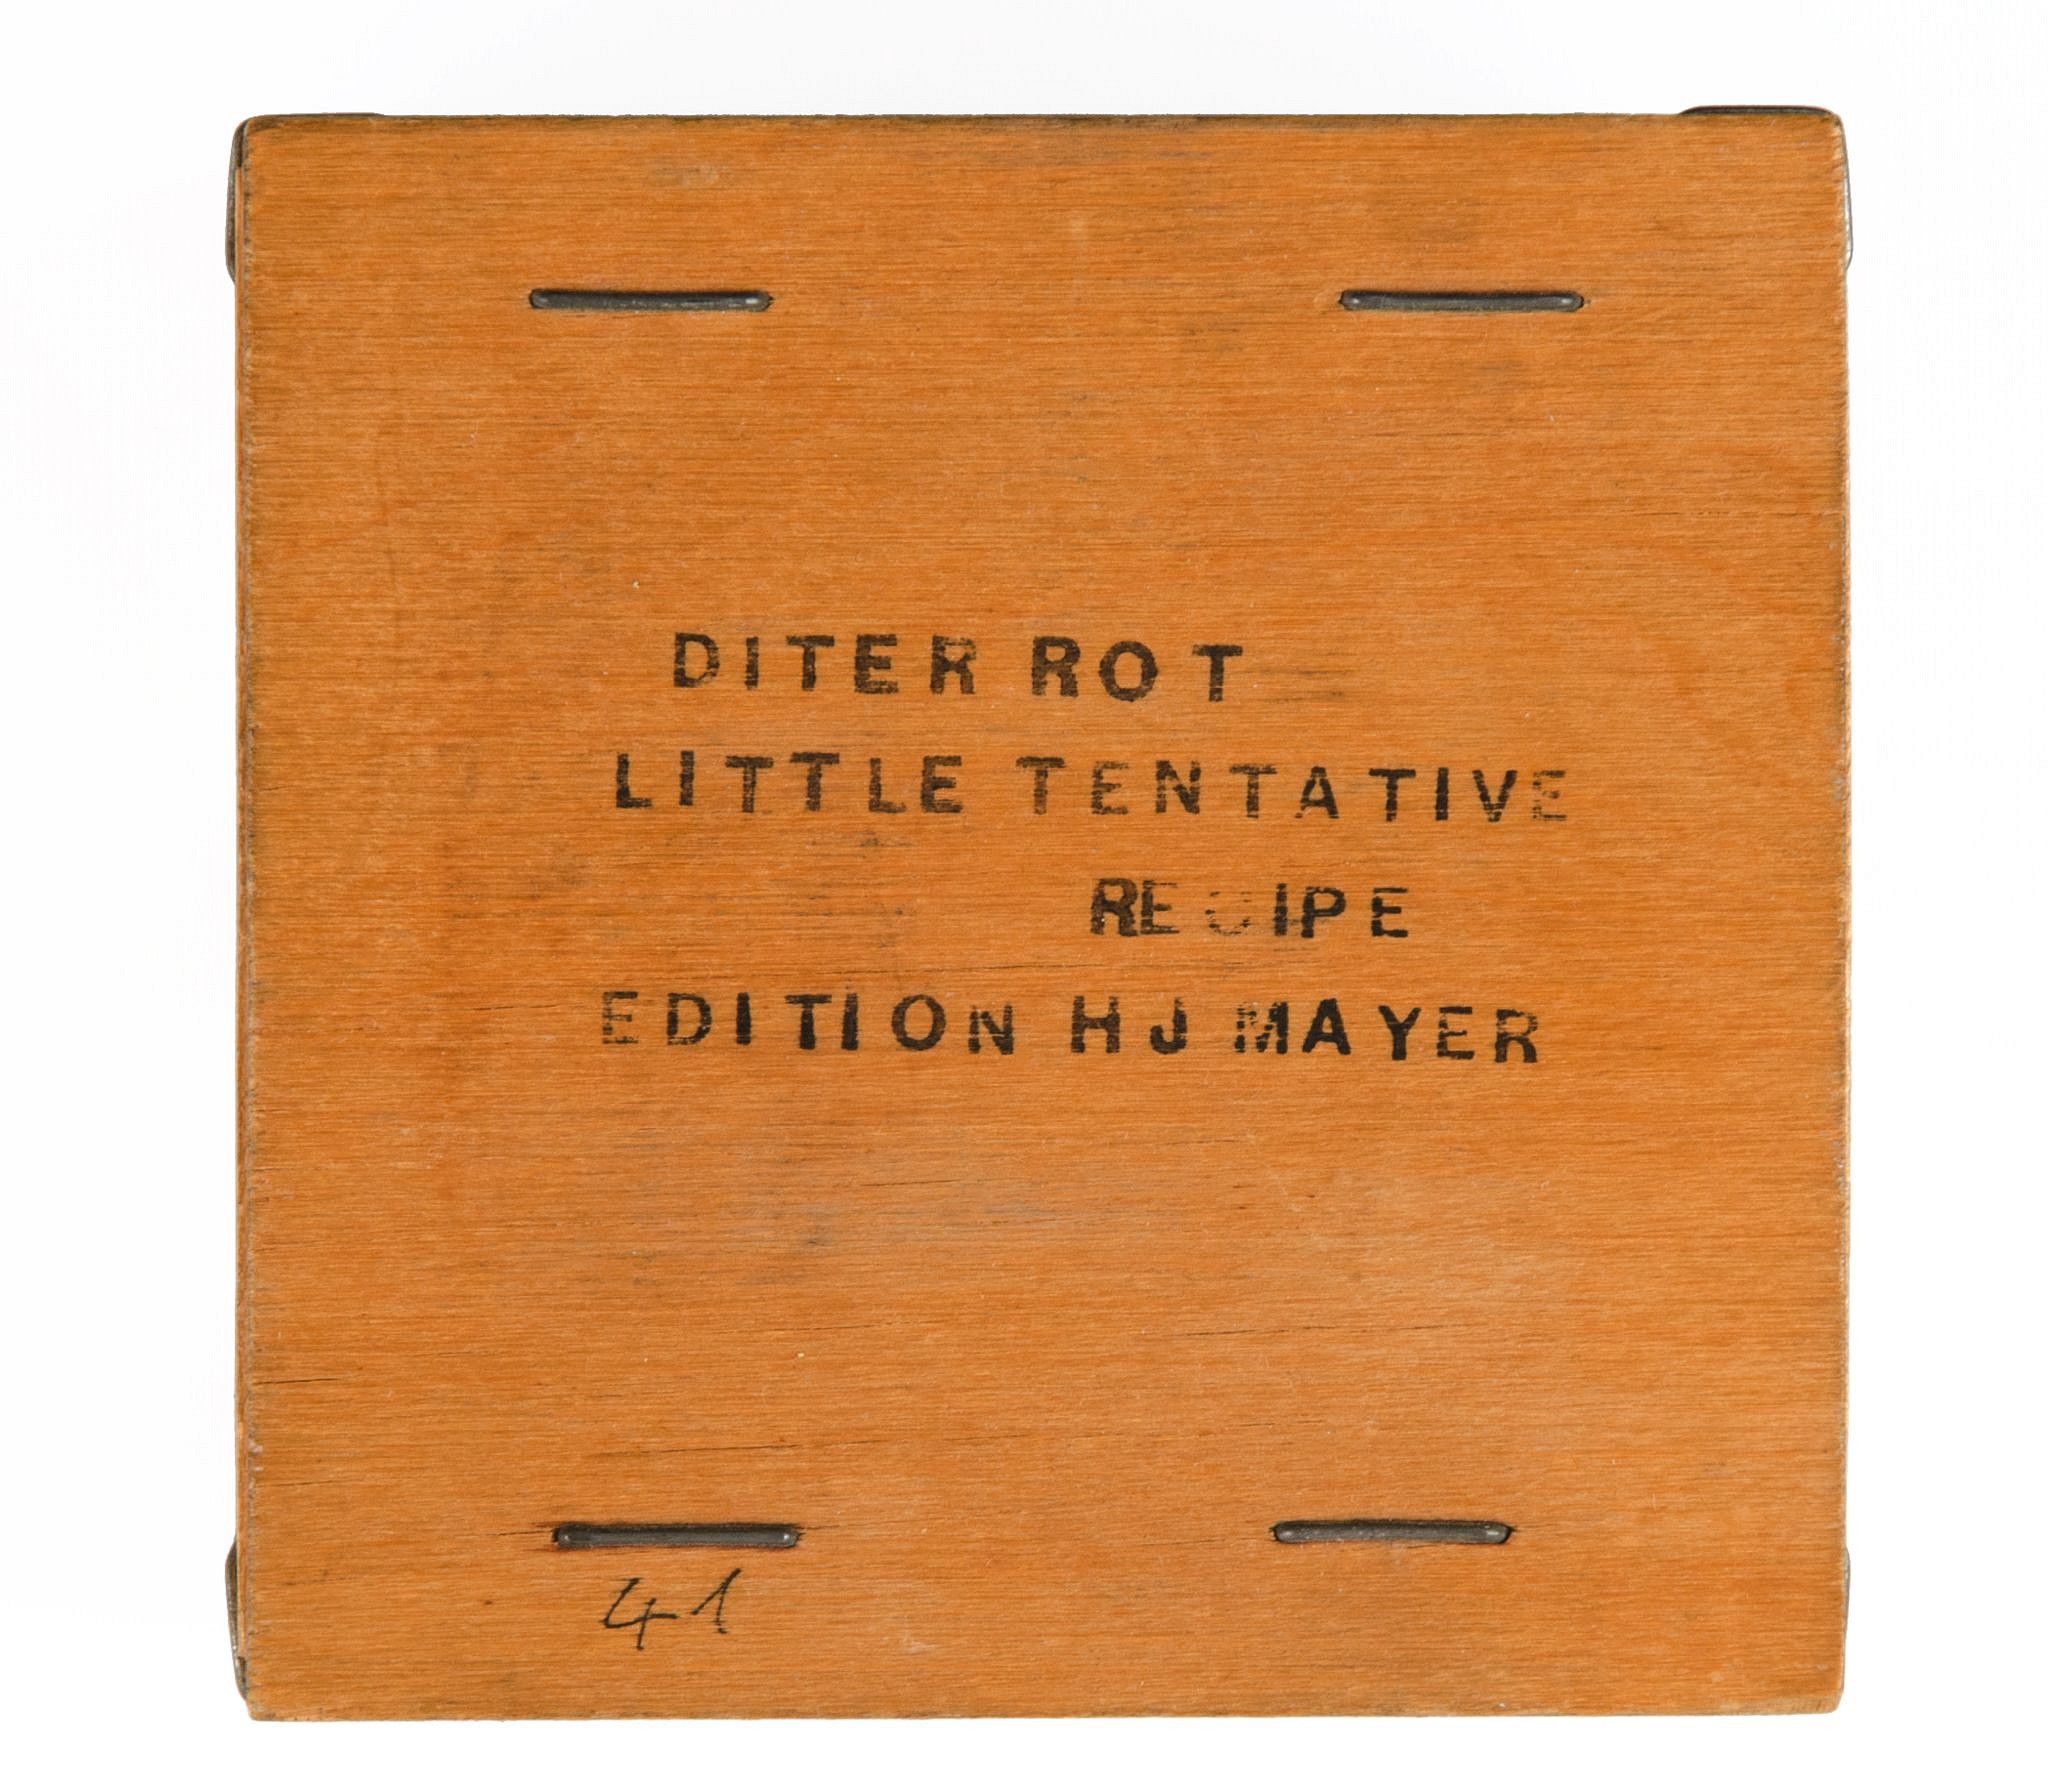 DITER ROT
LITTLE TENTATIVE
RECIPE
EDITION HJ MAYER
41